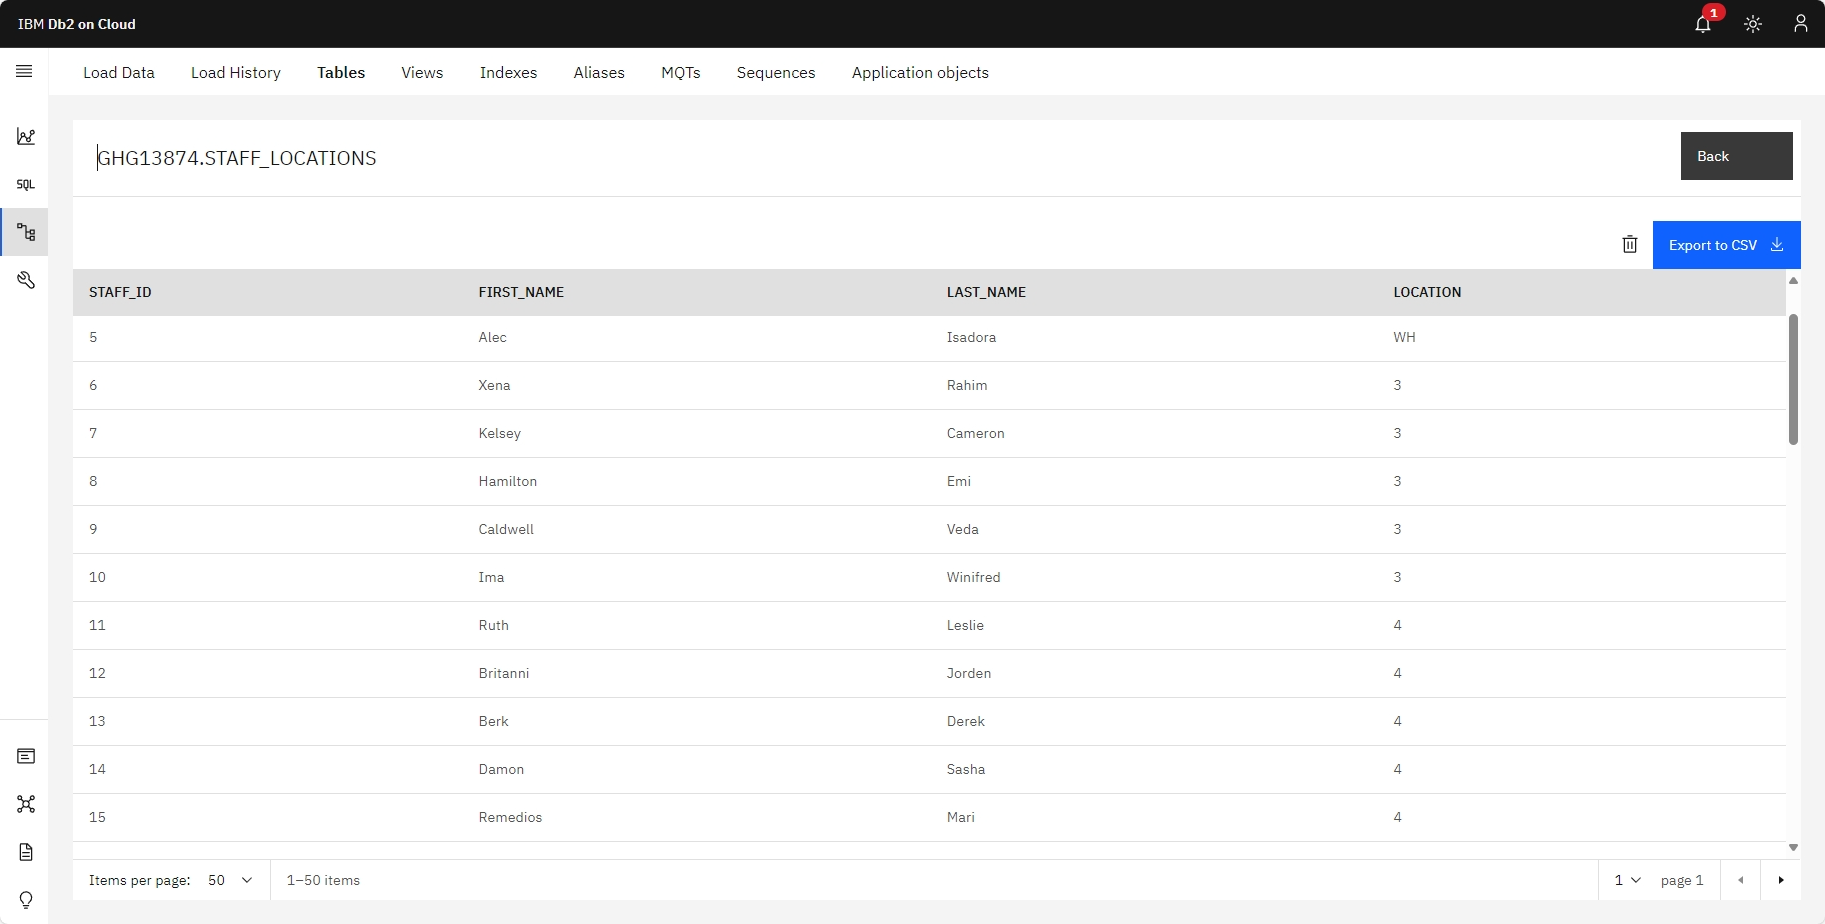 IBM Db2 on Cloud
1
Load Data Load History Tables Views Indexes Aliases MQTs Sequences Application objects
SQL
GHG13874.STAFF_LOCATIONS
Back
Export to CSV
STAFF_ID FIRST_NAME LAST_NAME LOCATION
5 Alec Isadora WH
6 Xena Rahim 3
7 Kelsey Cameron 3
8 Hamilton Emi 3
9 Caldwell Veda 3
10 Ima Winifred 3
11 Ruth Leslie 4
12 Britanni Jorden 4
13 Berk Derek 4
14 Damon Sasha 4
15 Remedios Mari 4
Items per page: 50 1–50 items 1 page 1